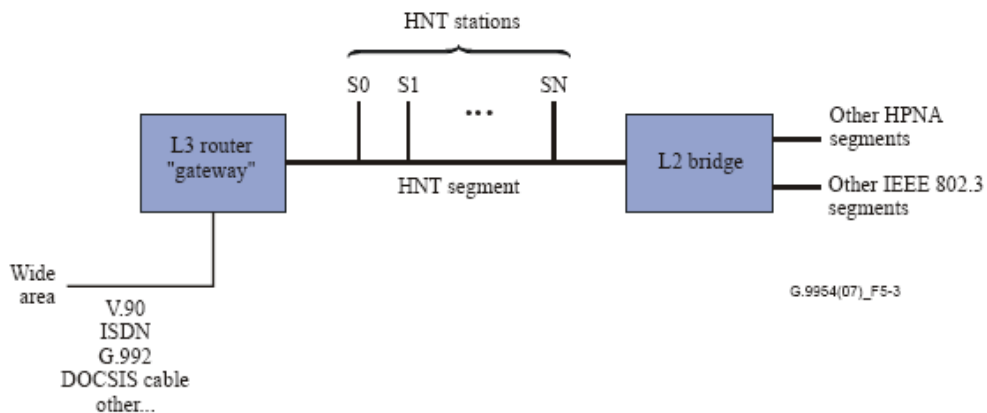 HNT stations
S0
S1
...
SN
L3 router
"gateway"
HNT segment
L2 bridge
Other HPNA
segments
Other IEEE 802.3
segments
Wide
area
V.90
ISDN
G.992
DOCSIS cable
other...
G.9954(07)_F5-3